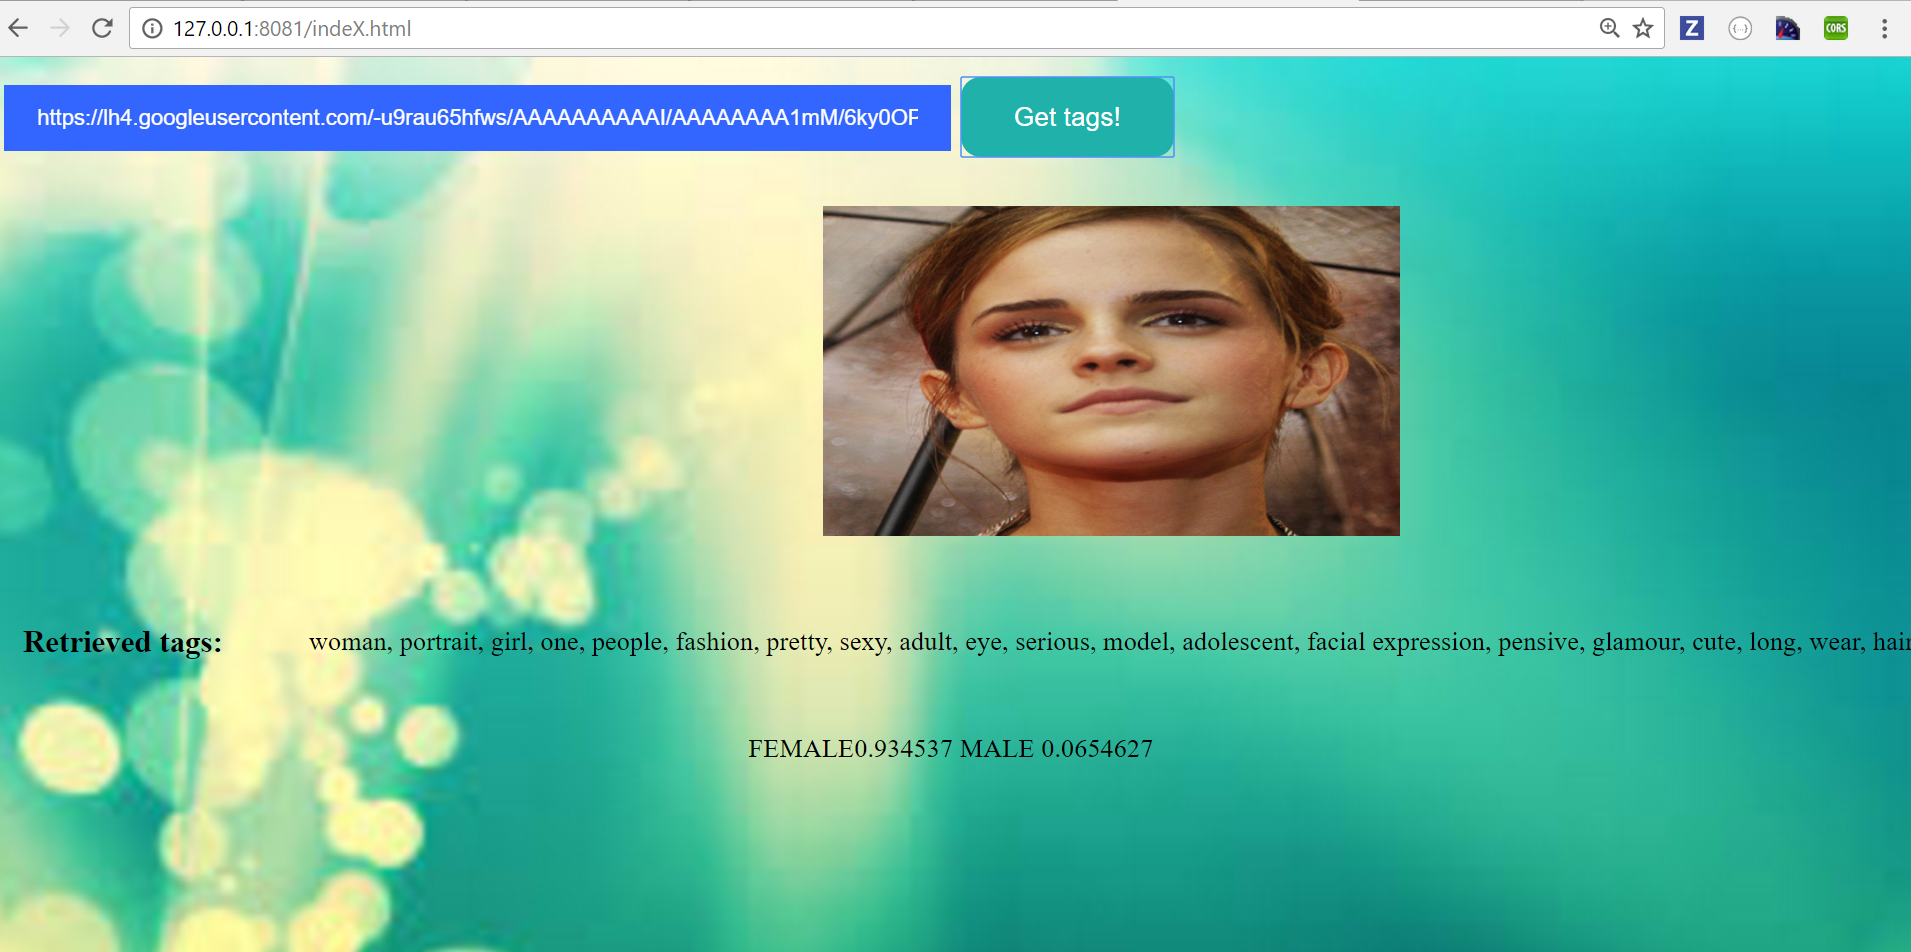 127.0.0.1:8081/indeX.html
Z {···} CORS
https://lh4.googleusercontent.com/-u9rau65hfws/AAAAAAAAAAI/AAAAAAAA1mM/6ky0OF Get tags!
Retrieved tags: woman, portrait, girl, one, people, fashion, pretty, sexy, adult, eye, serious, model, adolescent, facial expression, pensive, glamour, cute, long, wear, hair
FEMALE0.934537 MALE 0.0654627